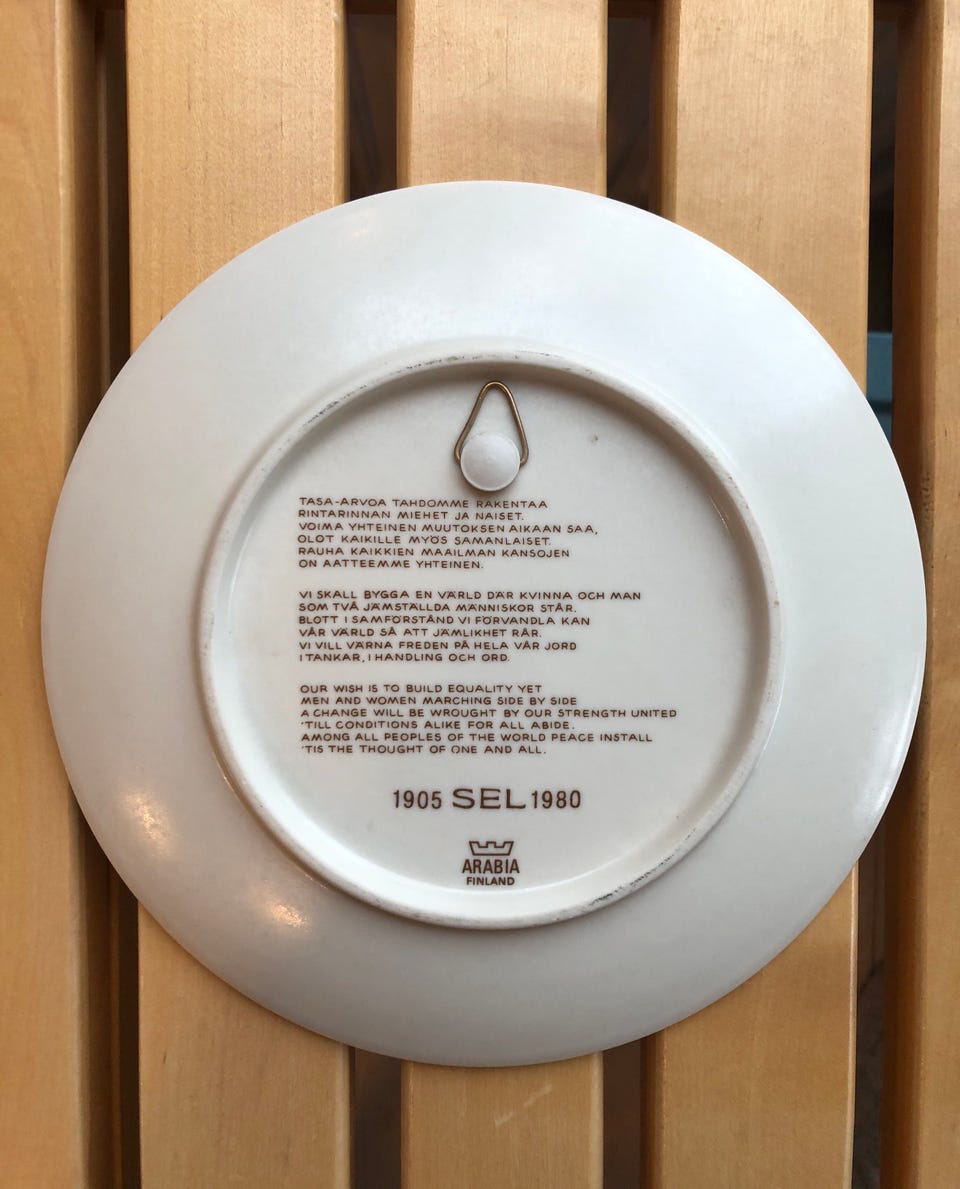 TASA-ARVOA TAHDOMME RAKENTAA
RINTARINNAN MIEHET JA NAISET.
VOIMA YHTEINEN MUUTOKSEN AIKAAN SAA,
OLOT KAIKILLE MYÖS SAMANLAISET.
RAUHA KAIKKIEN MAAILMAN KANSOJEN
ON AATTEEMME YHTEINEN.
VI SKALL BYGGA EN VÄRLD DÄR KVINNA OCH MAN
SOM TVÅ JÄMSTÄLLDA MÄNNISKOR STÅR.
BLOTT I SAMFÖRSTÅND VI FÖRVANDLA KAN
VÅR VÄRLD SÅ ATT JÄMLIKHET RÅR.
VI VILL VÄRNA FREDEN PÅ HELA VÅR JORD
I TANKAR, I HANDLING OCH ORD.
OUR WISH IS TO BUILD EQUALITY YET
MEN AND WOMEN MARCHING SIDE BY SIDE
A CHANGE WILL BE WROUGHT BY OUR STRENGTH UNITED
'TILL CONDITIONS ALIKE FOR ALL ABIDE.
AMONG ALL PEOPLES OF THE WORLD PEACE INSTALL
'TIS THE THOUGHT OF ONE AND ALL.
1905 SEL 1980
ARABIA
FINLAND